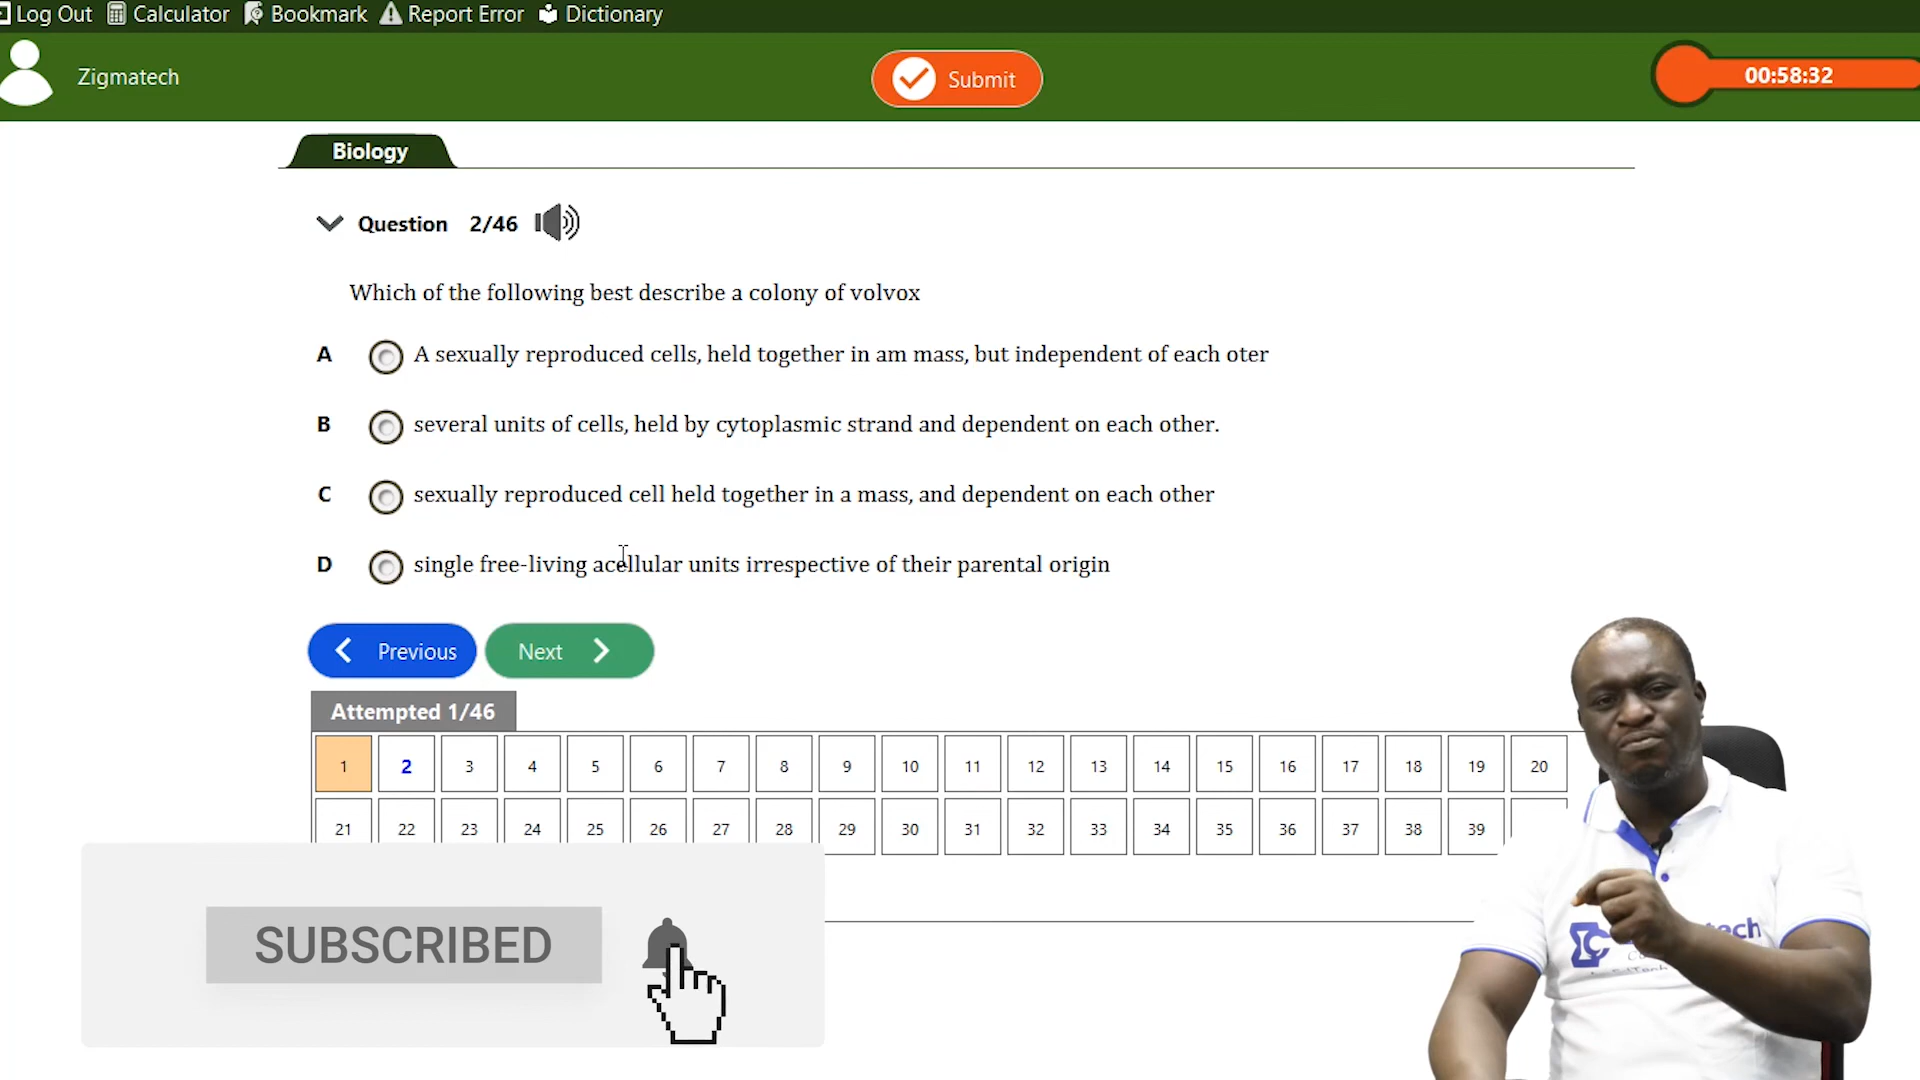 Log Out Calculator Bookmark Report Error Dictionary
Zigmatech
Submit
00:58:32
Biology
Question 2/46
Which of the following best describe a colony of volvox
A A sexually reproduced cells, held together in am mass, but independent of each oter
B several units of cells, held by cytoplasmic strand and dependent on each other.
C sexually reproduced cell held together in a mass, and dependent on each other
D single free-living acellular units irrespective of their parental origin
Previous Next
Attempted 1/46
1 2 3 4 5 6 7 8 9 10 11 12 13 14 15 16 17 18 19 20
21 22 23 24 25 26 27 28 29 30 31 32 33 34 35 36 37 38 39
SUBSCRIBED